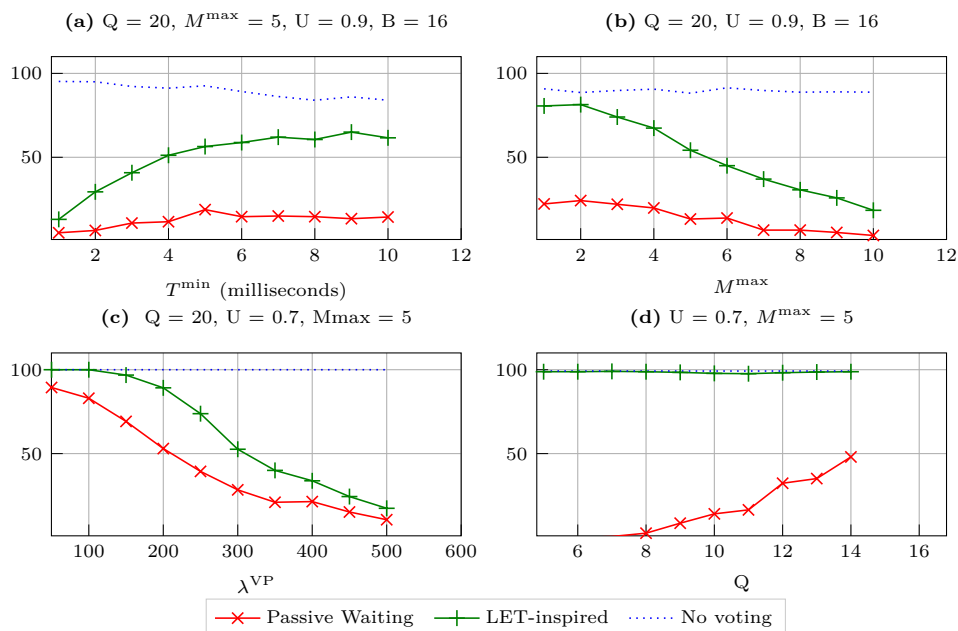 (a) Q = 20, M^max = 5, U = 0.9, B = 16
(b) Q = 20, U = 0.9, B = 16
100
50
2 4 6 8 10 12
T^min (milliseconds)
100
50
2 4 6 8 10 12
M^max
(c) Q = 20, U = 0.7, Mmax = 5
(d) U = 0.7, M^max = 5
100
50
100 200 300 400 500 600
λ^VP
100
50
6 8 10 12 14 16
Q
Passive Waiting LET-inspired No voting